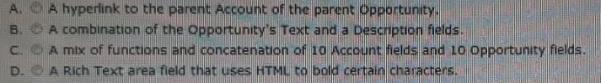 A. A hyperlink to the parent Account of the parent Opportunity.
B. A combination of the Opportunity's Text and a Description fields.
C. A mix of functions and concatenation of 10 Account fields and 10 Opportunity fields.
D. A Rich Text area field that uses HTML to bold certain characters.